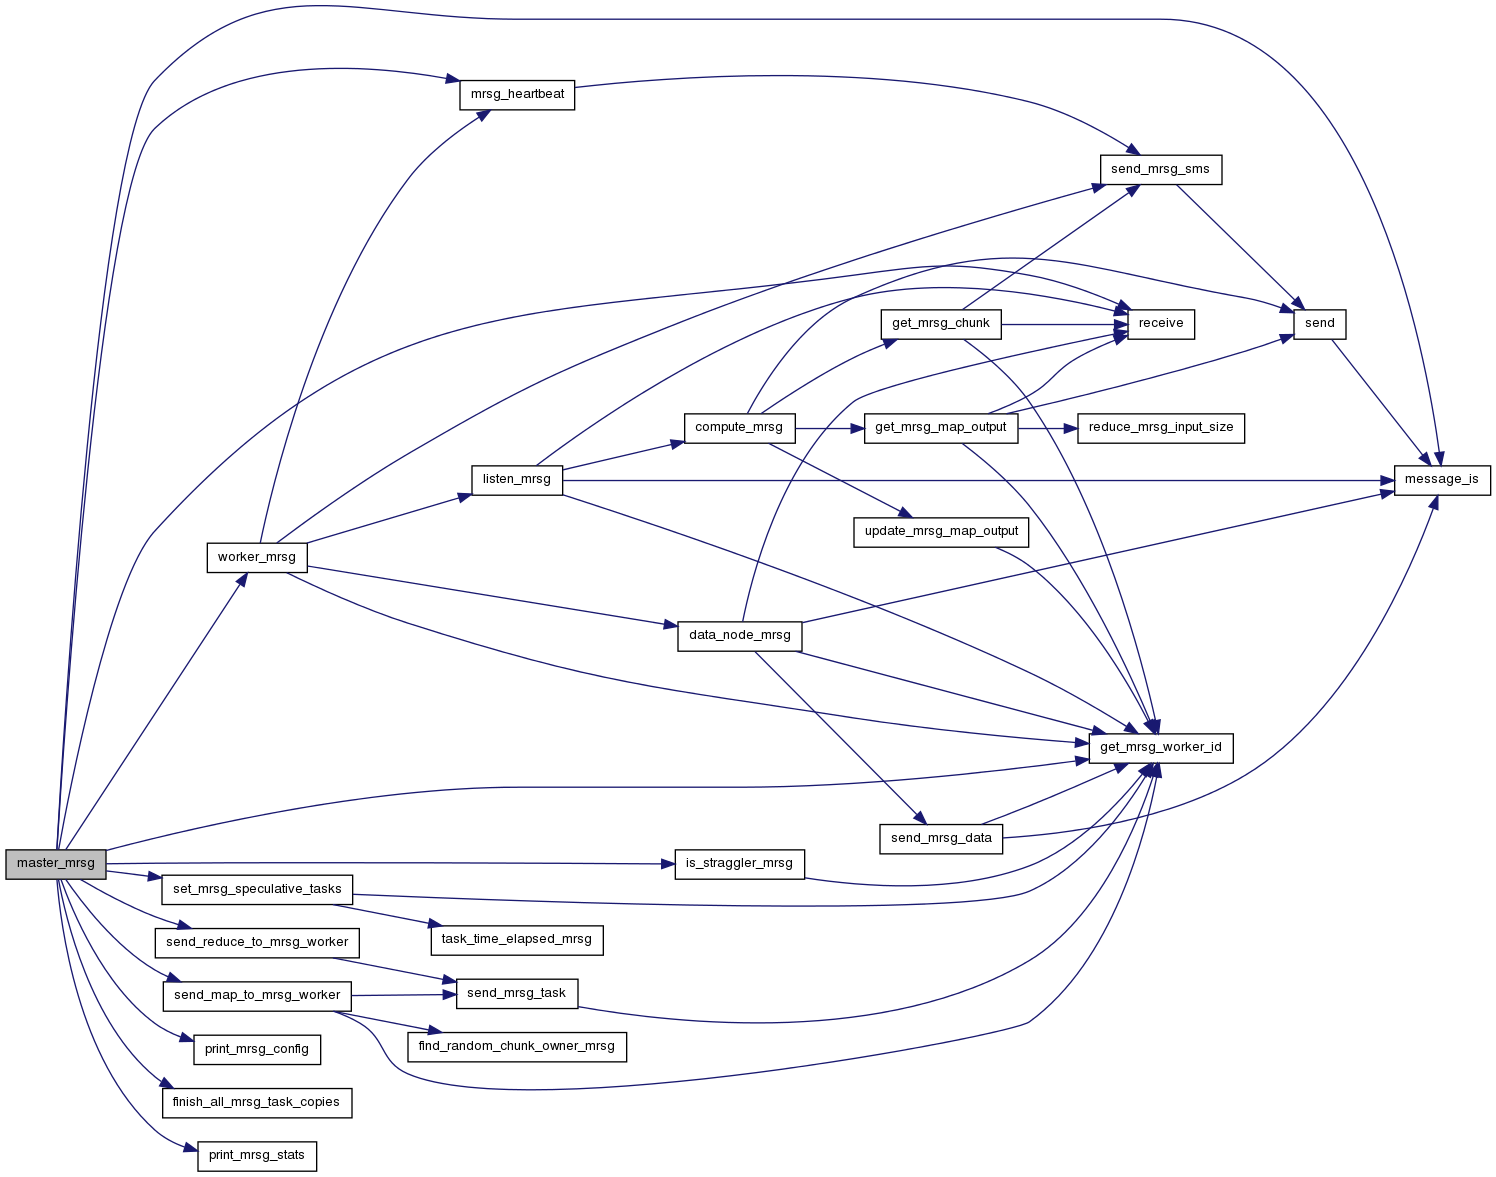 mrsg_heartbeat
send_mrsg_sms
get_mrsg_chunk
receive
send
compute_mrsg
get_mrsg_map_output
reduce_mrsg_input_size
listen_mrsg
message_is
update_mrsg_map_output
worker_mrsg
data_node_mrsg
get_mrsg_worker_id
send_mrsg_data
master_mrsg
is_straggler_mrsg
set_mrsg_speculative_tasks
send_reduce_to_mrsg_worker
task_time_elapsed_mrsg
send_map_to_mrsg_worker
send_mrsg_task
print_mrsg_config
find_random_chunk_owner_mrsg
finish_all_mrsg_task_copies
print_mrsg_stats